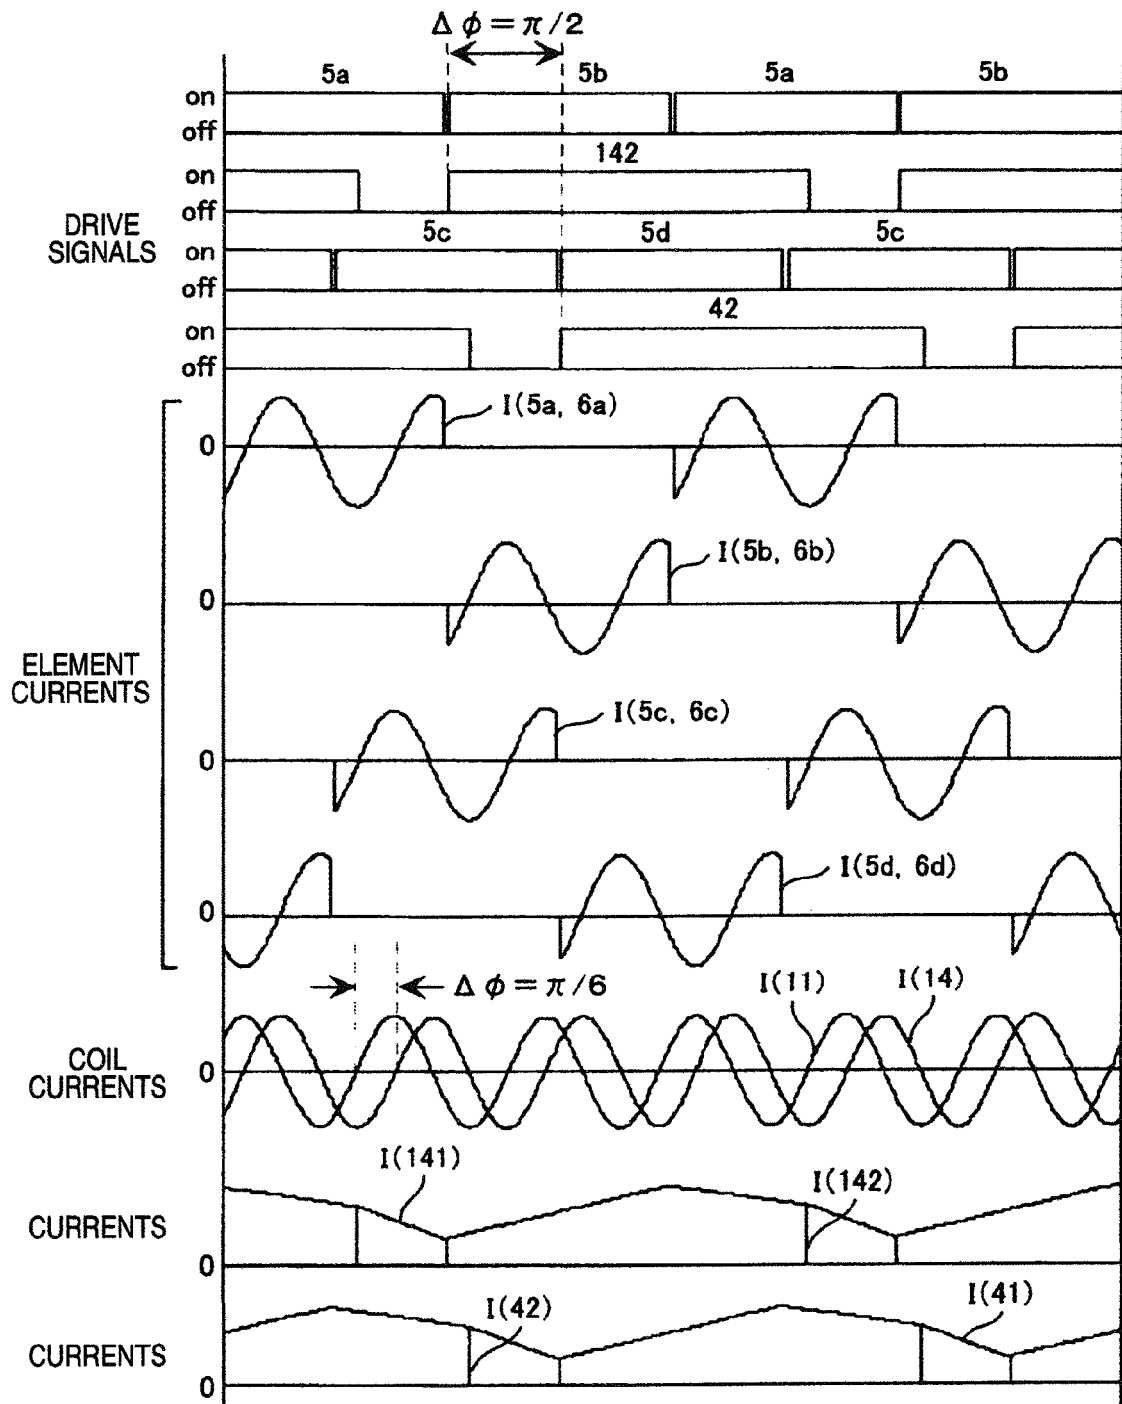 Δ φ = π/2
5a 5b 5a 5b
on
off
142
on
off
DRIVE
SIGNALS
5c 5d 5c
on
off
42
on
off
I(5a, 6a)
0
I(5b, 6b)
0
ELEMENT
CURRENTS
I(5c, 6c)
0
I(5d, 6d)
0
Δ φ = π/6
I(11) I(14)
COIL
CURRENTS
0
I(141)
I(142)
CURRENTS
0
I(42)
I(41)
CURRENTS
0